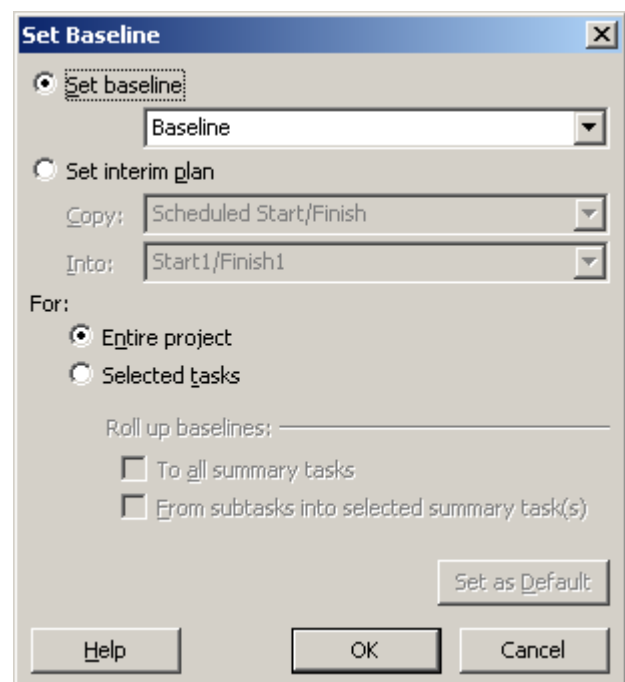 Set Baseline
Set baseline
Baseline
Set interim plan
Copy: Scheduled Start/Finish
Into: Start1/Finish1
For:
Entire project
Selected tasks
Roll up baselines:
To all summary tasks
From subtasks into selected summary task(s)
Set as Default
Help OK Cancel